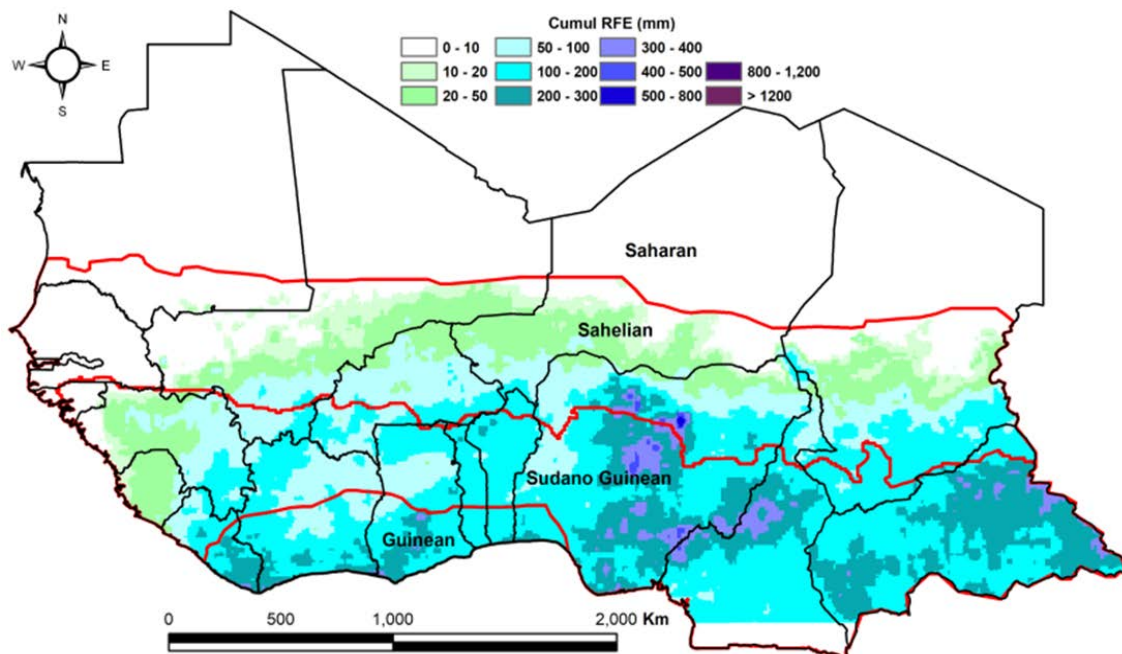 N
W E
S
Cumul RFE (mm)
0 - 10 50 - 100 300 - 400
10 - 20 100 - 200 400 - 500 800 - 1,200
20 - 50 200 - 300 500 - 800 > 1200
Saharan
Sahelian
Sudano Guinean
Guinean
0 500 1,000 2,000 Km